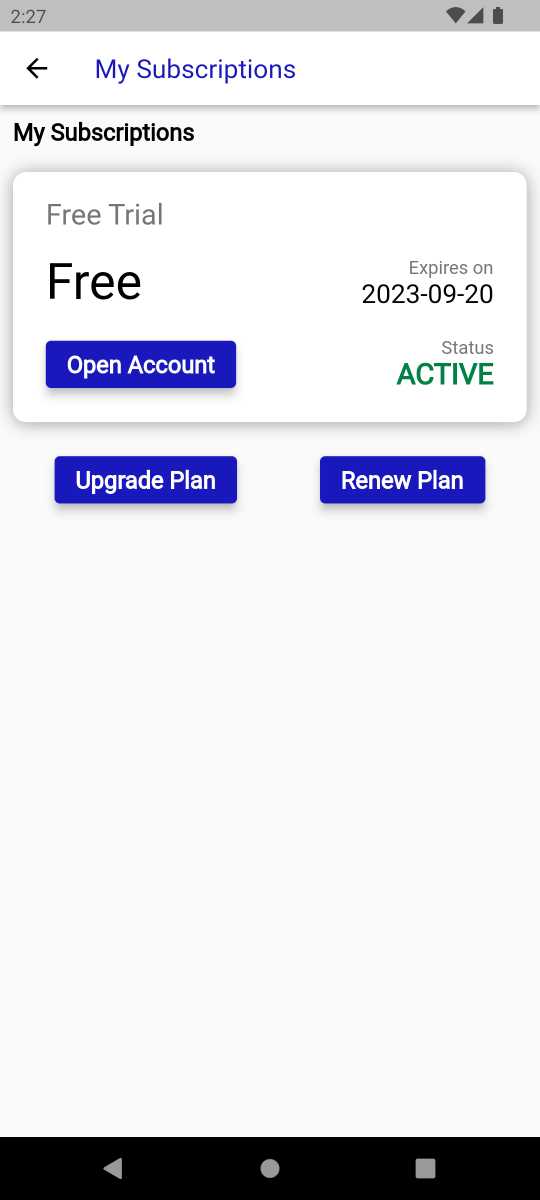 2:27
My Subscriptions
My Subscriptions
Free Trial
Free
Expires on
2023-09-20
Open Account
Status
ACTIVE
Upgrade Plan
Renew Plan